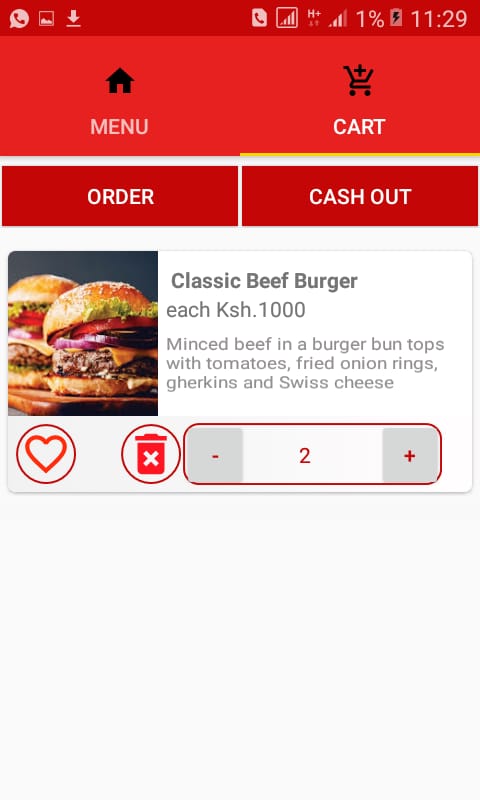 H+ 1% 11:29
MENU
CART
ORDER
CASH OUT
Classic Beef Burger
each Ksh.1000
Minced beef in a burger bun tops
with tomatoes, fried onion rings,
gherkins and Swiss cheese
- 2 +